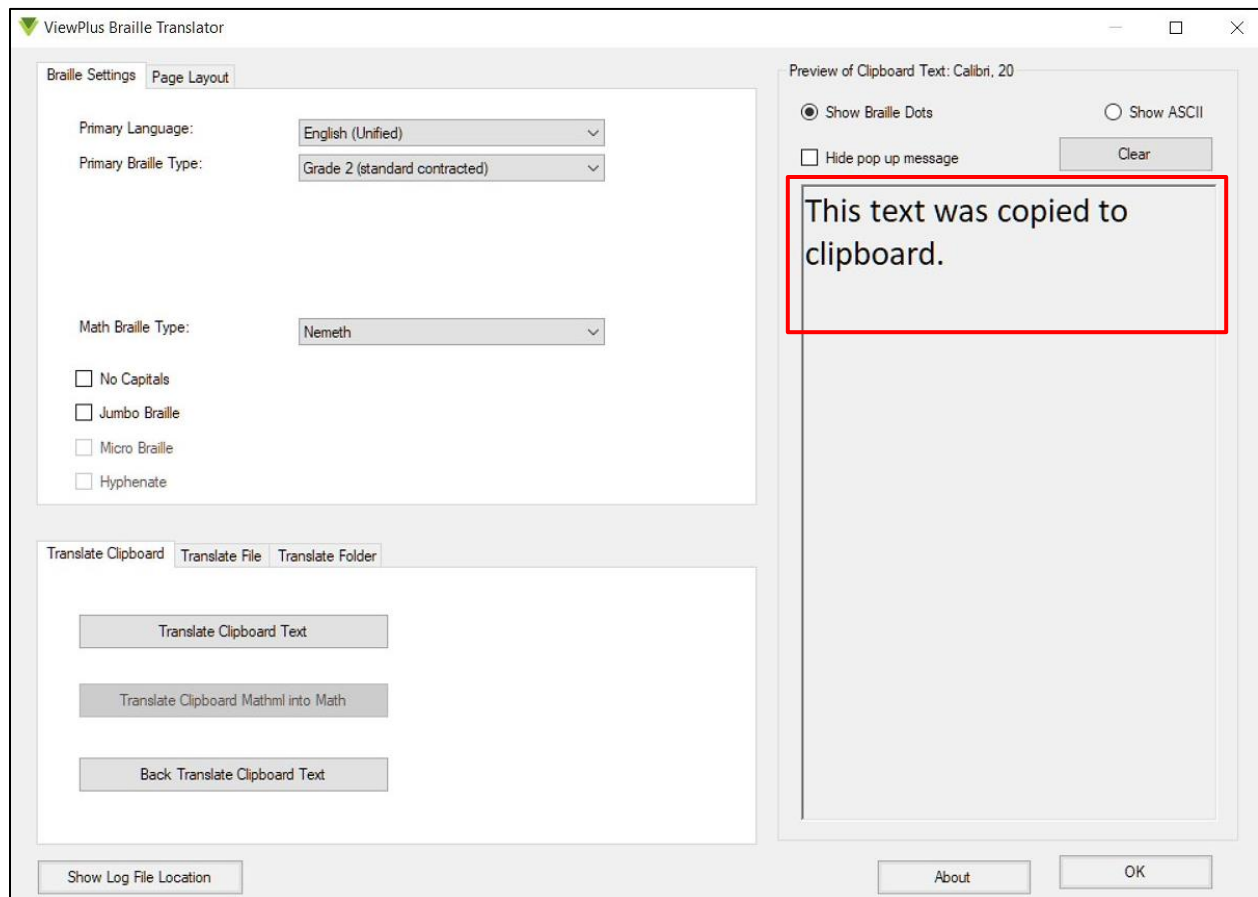 ViewPlus Braille Translator
Braille Settings Page Layout
Primary Language: English (Unified)
Primary Braille Type: Grade 2 (standard contracted)
Math Braille Type: Nemeth
No Capitals
Jumbo Braille
Micro Braille
Hyphenate
Translate Clipboard Translate File Translate Folder
Translate Clipboard Text
Translate Clipboard Mathml into Math
Back Translate Clipboard Text
Show Log File Location
Preview of Clipboard Text: Calibri, 20
Show Braille Dots Show ASCII
Hide pop up message Clear
This text was copied to
clipboard.
About OK